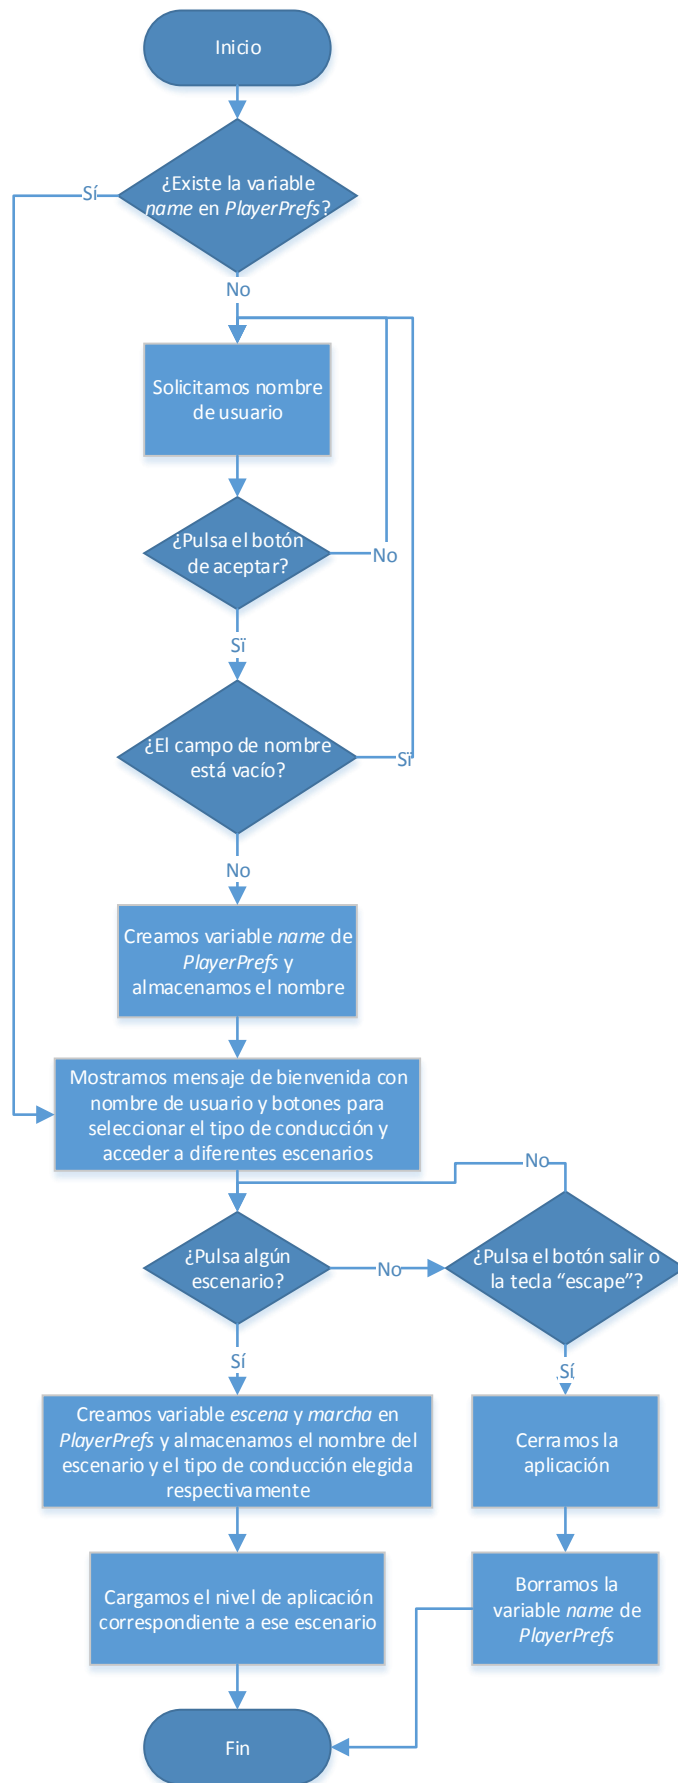 Inicio
¿Existe la variable
name en PlayerPrefs?
Sí
No
Solicitamos nombre
de usuario
¿Pulsa el botón
de aceptar?
No
Sï
¿El campo de nombre
está vacío?
Sï
No
Creamos variable name de
PlayerPrefs y
almacenamos el nombre
Mostramos mensaje de bienvenida con
nombre de usuario y botones para
seleccionar el tipo de conducción y
acceder a diferentes escenarios
No
¿Pulsa algún
escenario?
No
¿Pulsa el botón salir o
la tecla “escape”?
Sí
Sí
Creamos variable escena y marcha en
PlayerPrefs y almacenamos el nombre del
escenario y el tipo de conducción elegida
respectivamente
Cerramos la
aplicación
Cargamos el nivel de aplicación
correspondiente a ese escenario
Borramos la
variable name de
PlayerPrefs
Fin